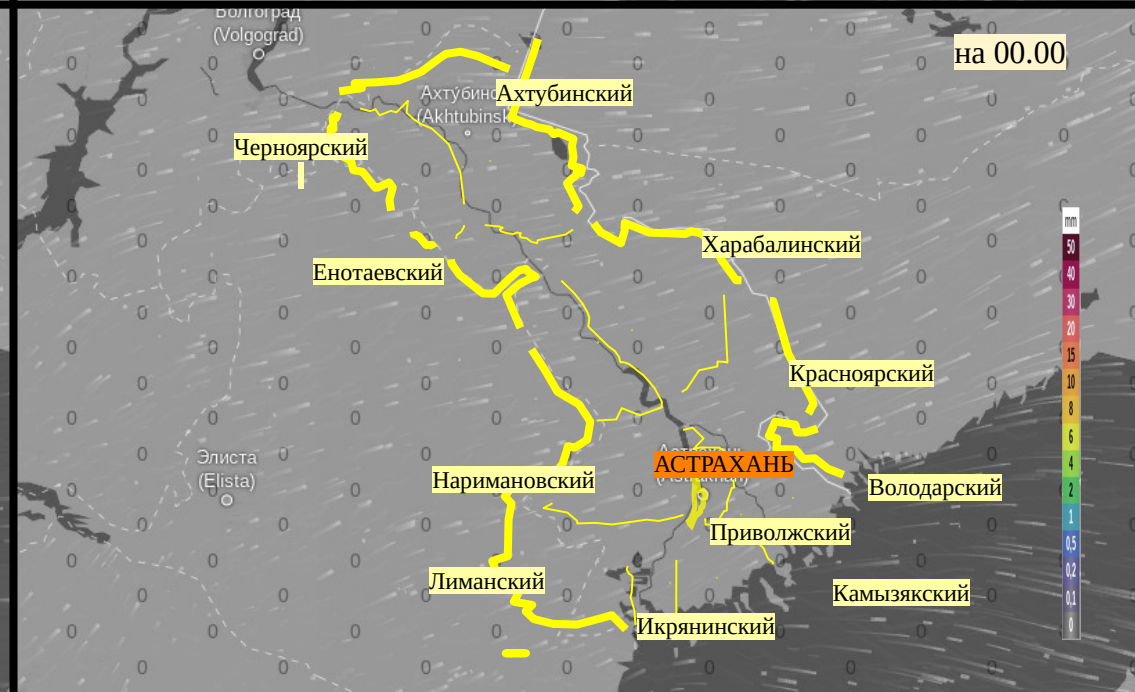 Волгоград
(Volgograd)
на 00.00
Ахтубинский
(Akhtubinsk)
Черноярский
mm
50
40
30
20
15
10
8
6
4
2
1
0,5
0,2
0,1
0
Харабалинский
Енотаевский
Красноярский
Элиста
(Elista)
АСТРАХАНЬ
Наримановский
Володарский
Приволжский
Лиманский
Камызякский
Икрянинский